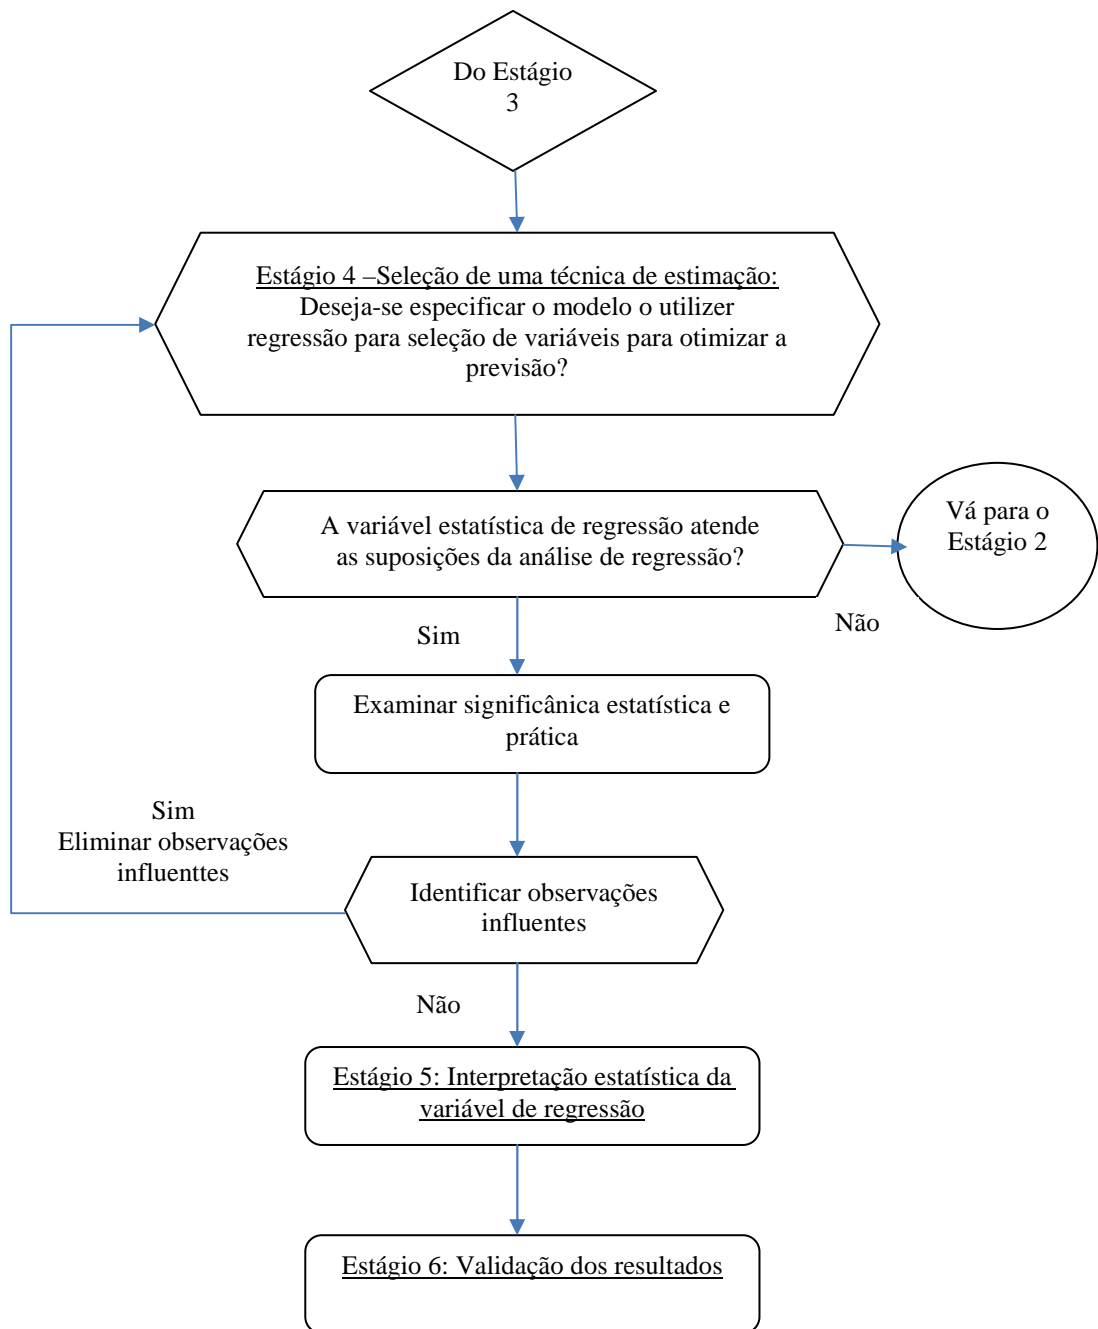 Do Estágio
3
Estágio 4 –Seleção de uma técnica de estimação:
Deseja-se especificar o modelo o utilizer
regressão para seleção de variáveis para otimizar a
previsão?
A variável estatística de regressão atende
as suposições da análise de regressão?
Vá para o
Estágio 2
Não
Sim
Examinar significânica estatística e
prática
Sim
Eliminar observações
influenttes
Identificar observações
influentes
Não
Estágio 5: Interpretação estatística da
variável de regressão
Estágio 6: Validação dos resultados